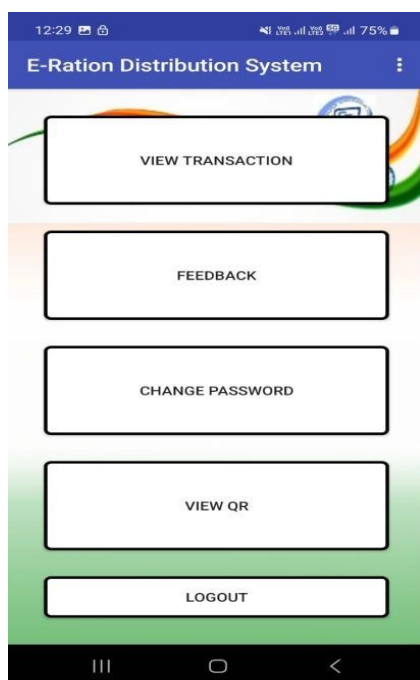 12:29 75%
E-Ration Distribution System
VIEW TRANSACTION
FEEDBACK
CHANGE PASSWORD
VIEW QR
LOGOUT